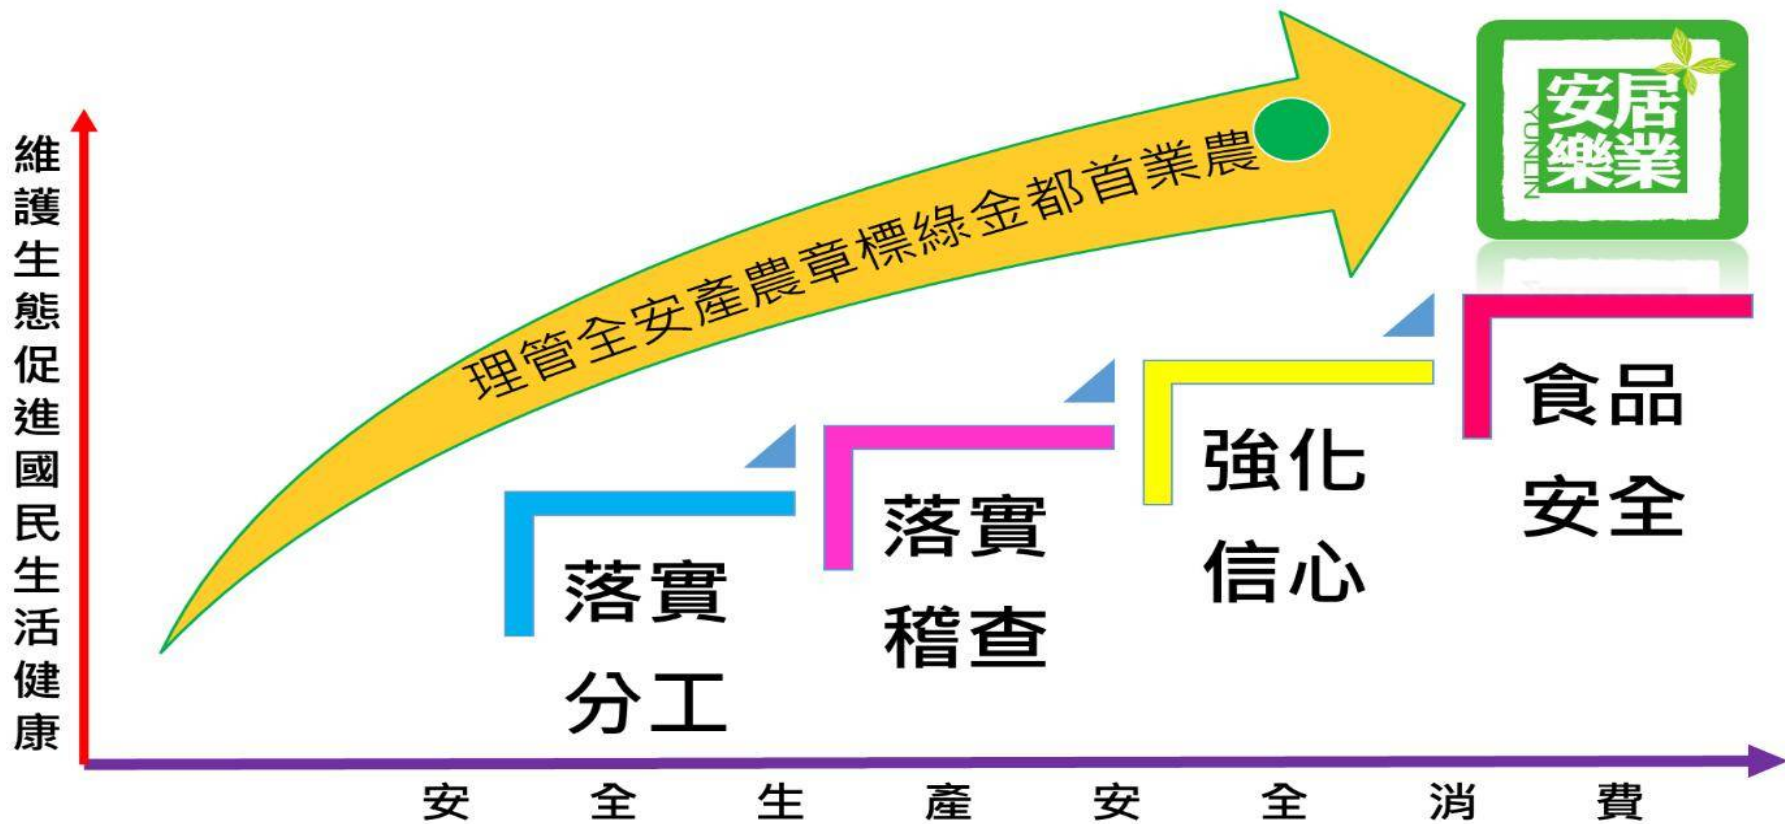 維護生態促進國民生活健康
農業首都金綠標章農產安全管理
安居
樂業
YUNLIN
落實
分工
落實
稽查
強化
信心
食品
安全
安全生產安全消費